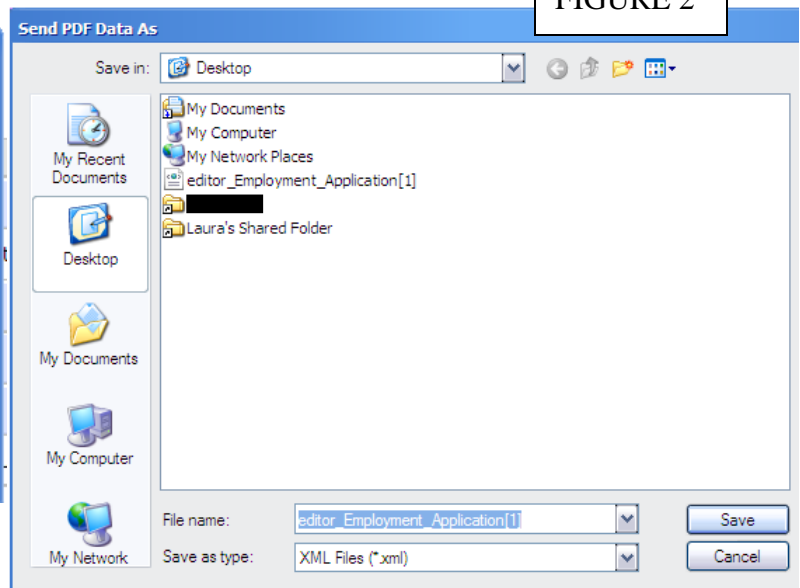 FIGURE 2
Send PDF Data As
Save in:
Desktop
My Recent
Documents
Desktop
My Documents
My Computer
My Network
My Documents
My Computer
My Network Places
editor_Employment_Application[1]
Laura's Shared Folder
File name:
editor_Employment_Application[1]
Save
Save as type:
XML Files (*.xml)
Cancel